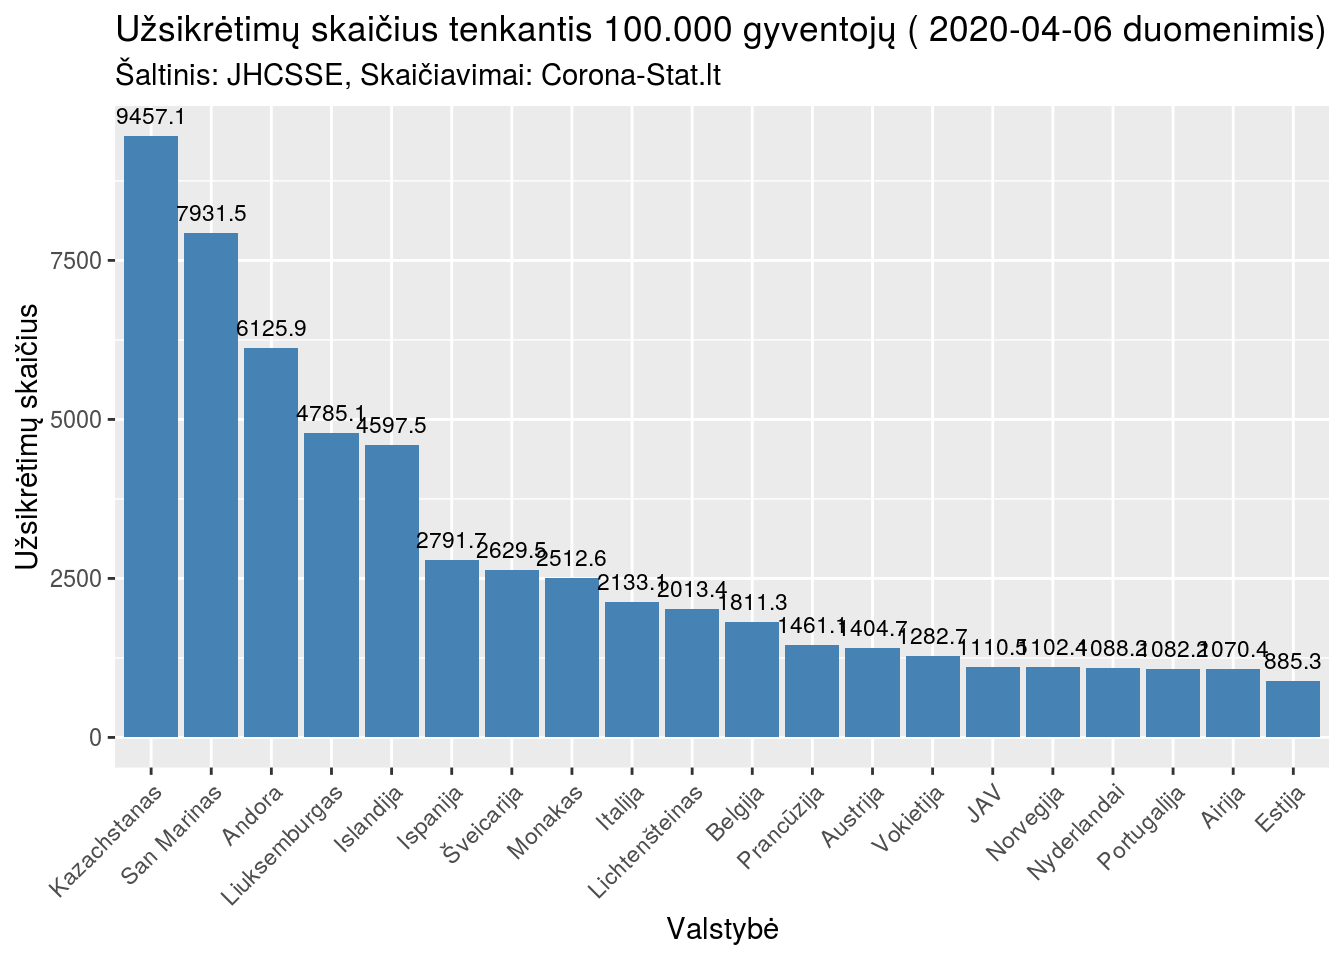 Užsikrėtimų skaičius tenkantis 100.000 gyventojų ( 2020-04-06 duomenimis)
Šaltinis: JHCSSE, Skaičiavimai: Corona-Stat.lt
Užsikrėtimų skaičius
7500
5000
2500
0
9457.1
7931.5
6125.9
4785.1
4597.5
2791.7
2629.5
2512.6
2133.1
2013.4
1811.3
1461.1
1404.7
1282.7
1110.5
1102.4
1088.2
1082.2
1070.4
885.3
Kazachstanas
San Marinas
Andora
Liuksemburgas
Islandija
Ispanija
Šveicarija
Monakas
Italija
Lichtenšteinas
Belgija
Prancūzija
Austrija
Vokietija
JAV
Norvegija
Nyderlandai
Portugalija
Airija
Estija
Valstybė